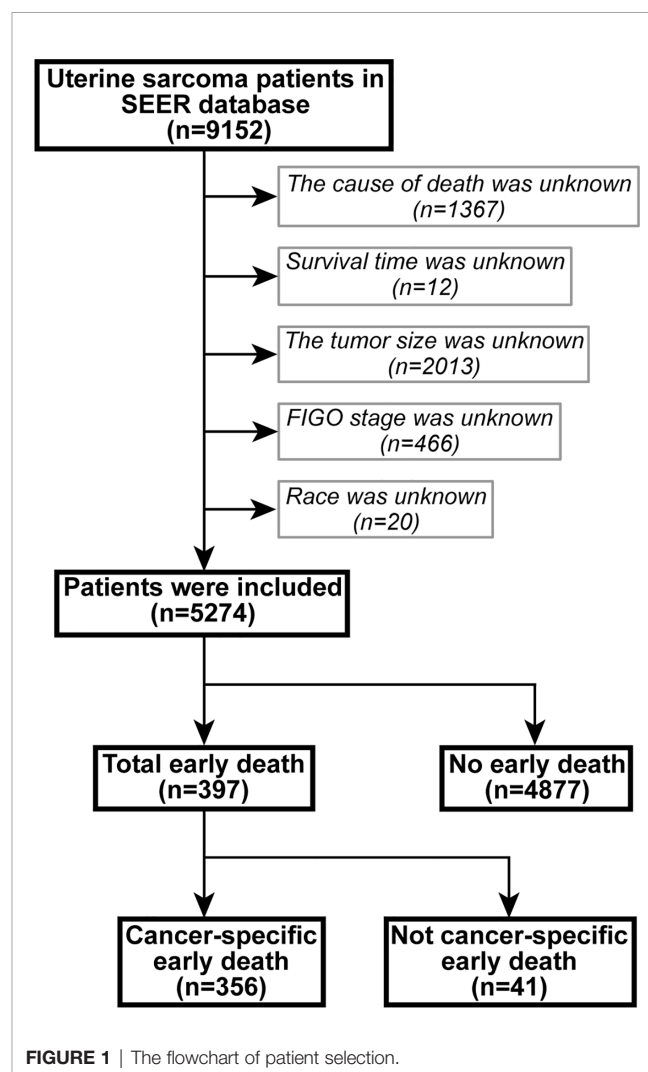 Uterine sarcoma patients in
SEER database
(n=9152)
The cause of death was unknown
(n=1367)
Survival time was unknown
(n=12)
The tumor size was unknown
(n=2013)
FIGO stage was unknown
(n=466)
Race was unknown
(n=20)
Patients were included
(n=5274)
Total early death
(n=397)
No early death
(n=4877)
Cancer-specific
early death
(n=356)
Not cancer-specific
early death
(n=41)
FIGURE 1 | The flowchart of patient selection.